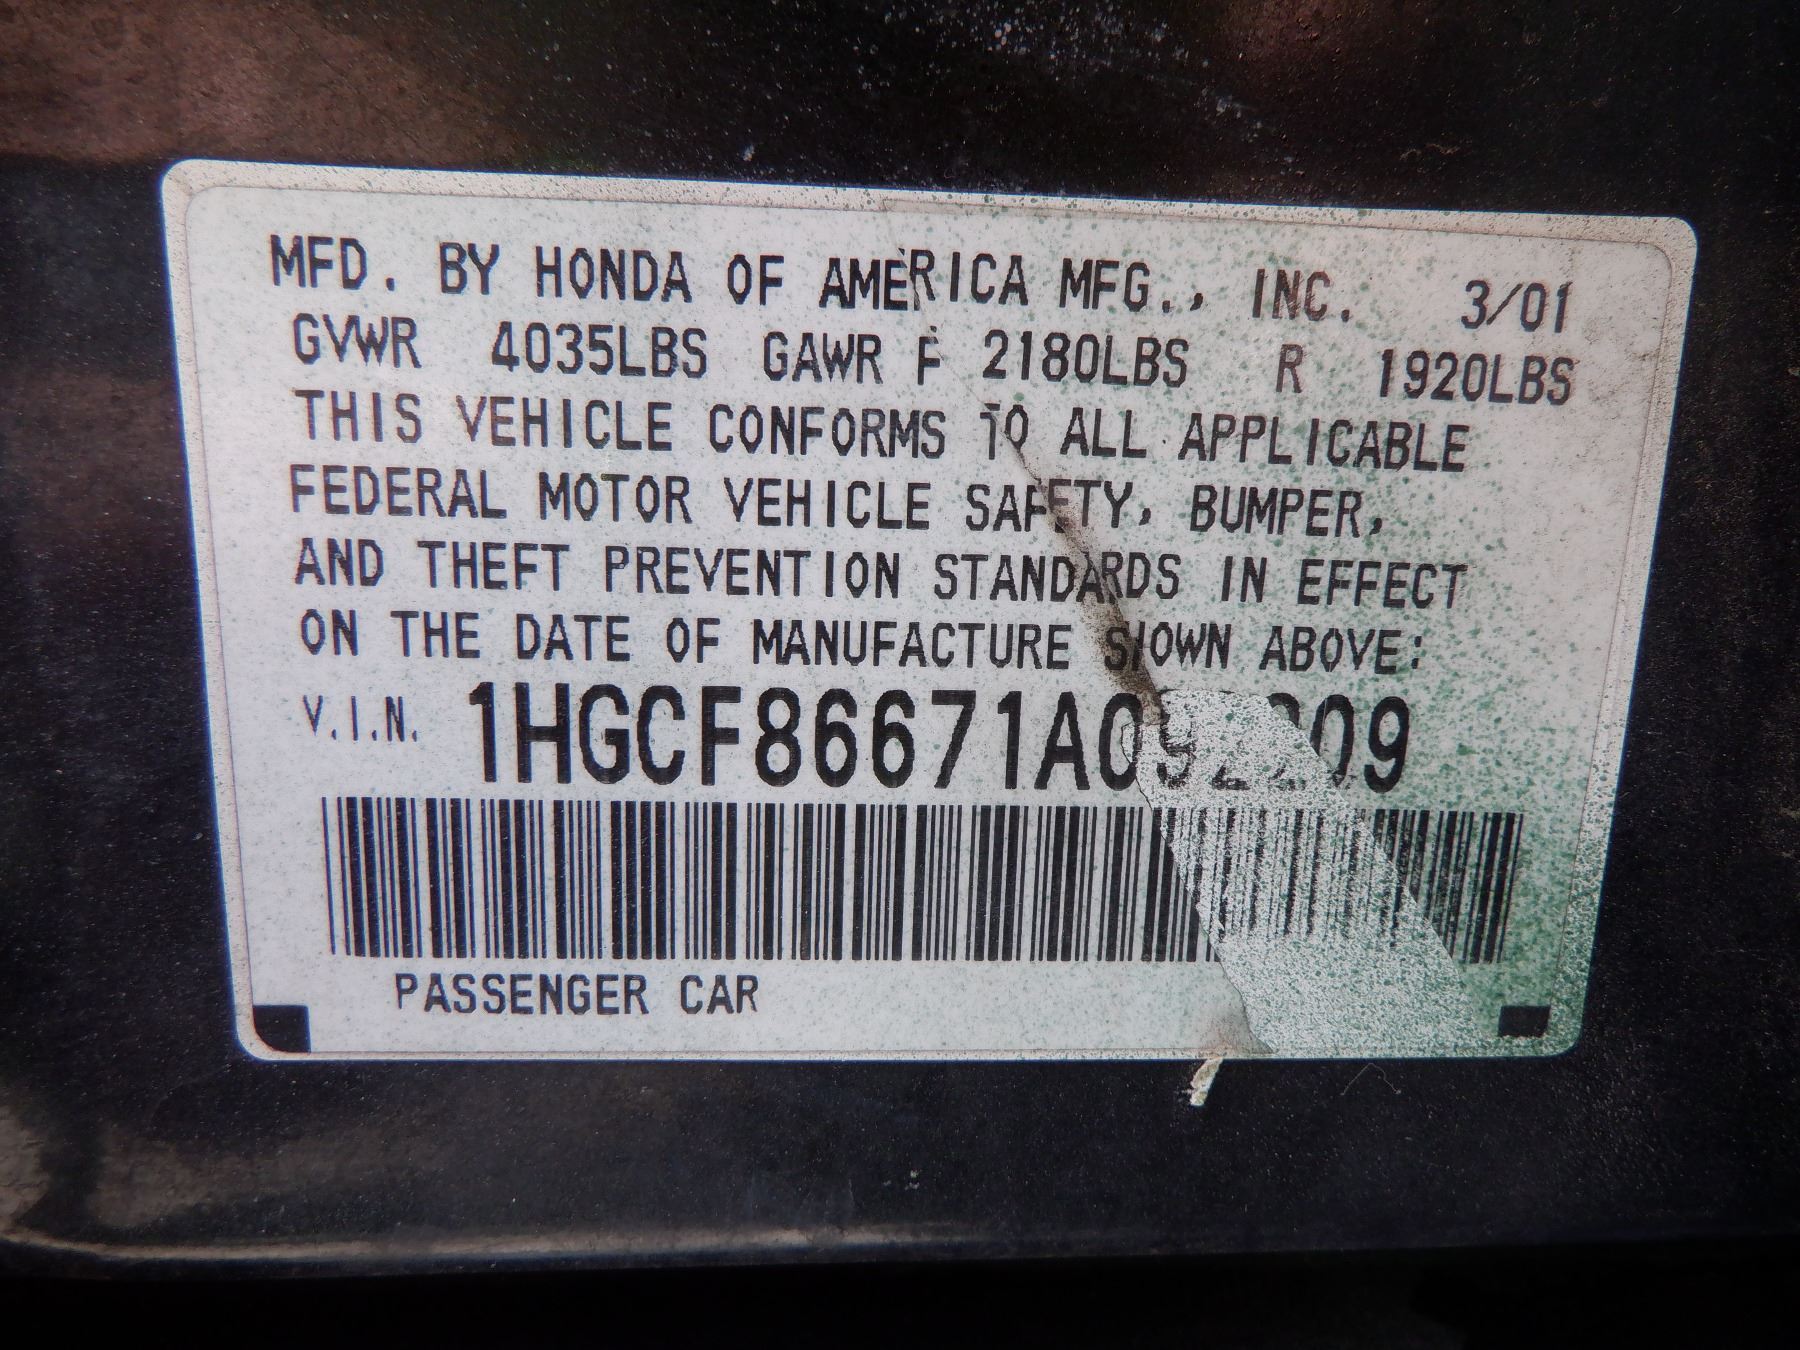 MFD. BY HONDA OF AMERICA MFG., INC. 3/01
GVWR 4035LBS GAWR F 2180LBS R 1920LBS
THIS VEHICLE CONFORMS TO ALL APPLICABLE
FEDERAL MOTOR VEHICLE SAFETY, BUMPER,
AND THEFT PREVENTION STANDARDS IN EFFECT
ON THE DATE OF MANUFACTURE SHOWN ABOVE:
V.I.N. 1HGCF86671A092209
PASSENGER CAR